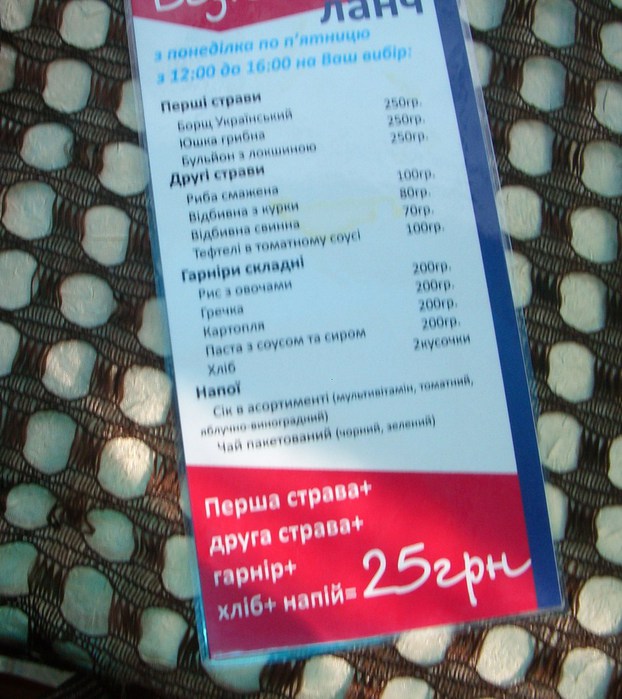 ланч
з понеділка по п'ятницю
з 12:00 до 16:00 на Ваш вибір:
Перші страви
Борщ Український 250гр.
Юшка грибна 250гр.
Бульйон з локшиною 250гр.
Другі страви
Риба смажена 100гр.
Відбивна з курки 80гр.
Відбивна свинна 70гр.
Тефтелі в томатному соусі 100гр.
Гарніри складні
Рис з овочами 200гр.
Гречка 200гр.
Картопля 200гр.
Паста з соусом та сиром 200гр.
Хліб 2кусочки
Напої
Сік в асортименті (мультивітамін, томатний,
яблучно-виноградний)
Чай пакетований (чорний, зелений)
Перша страва+
друга страва+
гарнір+
хліб+ напій= 25грн